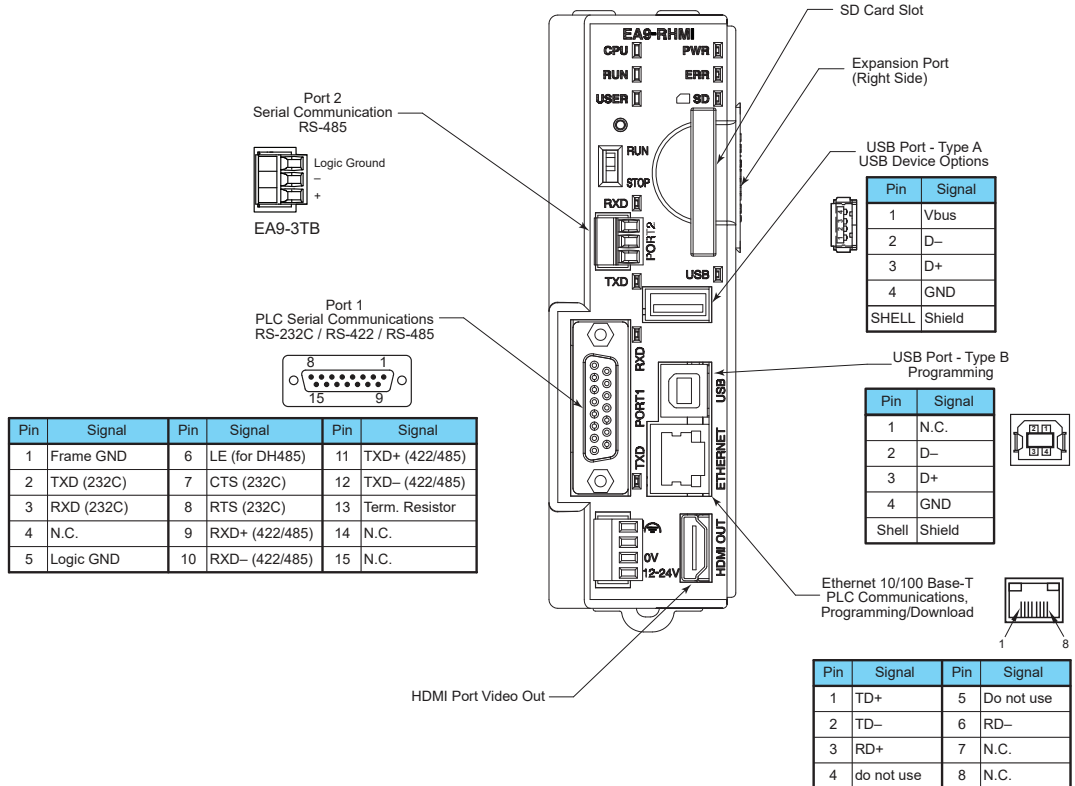 SD Card Slot
Expansion Port
(Right Side)
EA9-RHMI
CPU PWR
RUN ERR
USER SD
RUN
STOP
RXD
PORT2
TXD
USB
RXD
PORT1
TXD
USB
ETHERNET
0V
12-24V
HDMI OUT
Port 2
Serial Communication
RS-485
Logic Ground
–
+
EA9-3TB
Port 1
PLC Serial Communications
RS-232C / RS-422 / RS-485
8 1
15 9
Pin Signal Pin Signal Pin Signal
1 Frame GND 6 LE (for DH485) 11 TXD+ (422/485)
2 TXD (232C) 7 CTS (232C) 12 TXD– (422/485)
3 RXD (232C) 8 RTS (232C) 13 Term. Resistor
4 N.C. 9 RXD+ (422/485) 14 N.C.
5 Logic GND 10 RXD– (422/485) 15 N.C.
USB Port - Type A
USB Device Options
Pin Signal
1 Vbus
2 D–
3 D+
4 GND
SHELL Shield
USB Port - Type B
Programming
Pin Signal
1 N.C.
2 D–
3 D+
4 GND
Shell Shield
2 1
3 4
Ethernet 10/100 Base-T
PLC Communications,
Programming/Download
1 8
Pin Signal Pin Signal
1 TD+ 5 Do not use
2 TD– 6 RD–
3 RD+ 7 N.C.
4 do not use 8 N.C.
HDMI Port Video Out